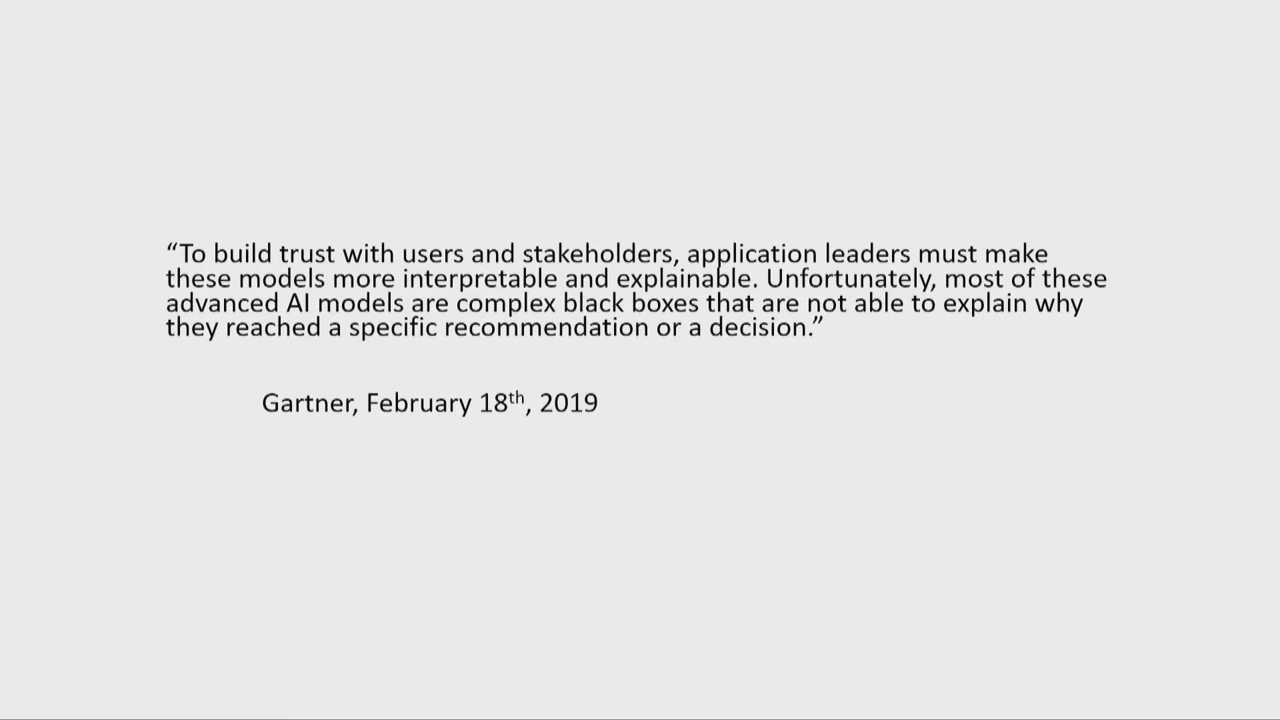 “To build trust with users and stakeholders, application leaders must make
these models more interpretable and explainable. Unfortunately, most of these
advanced AI models are complex black boxes that are not able to explain why
they reached a specific recommendation or a decision.”
Gartner, February 18th, 2019